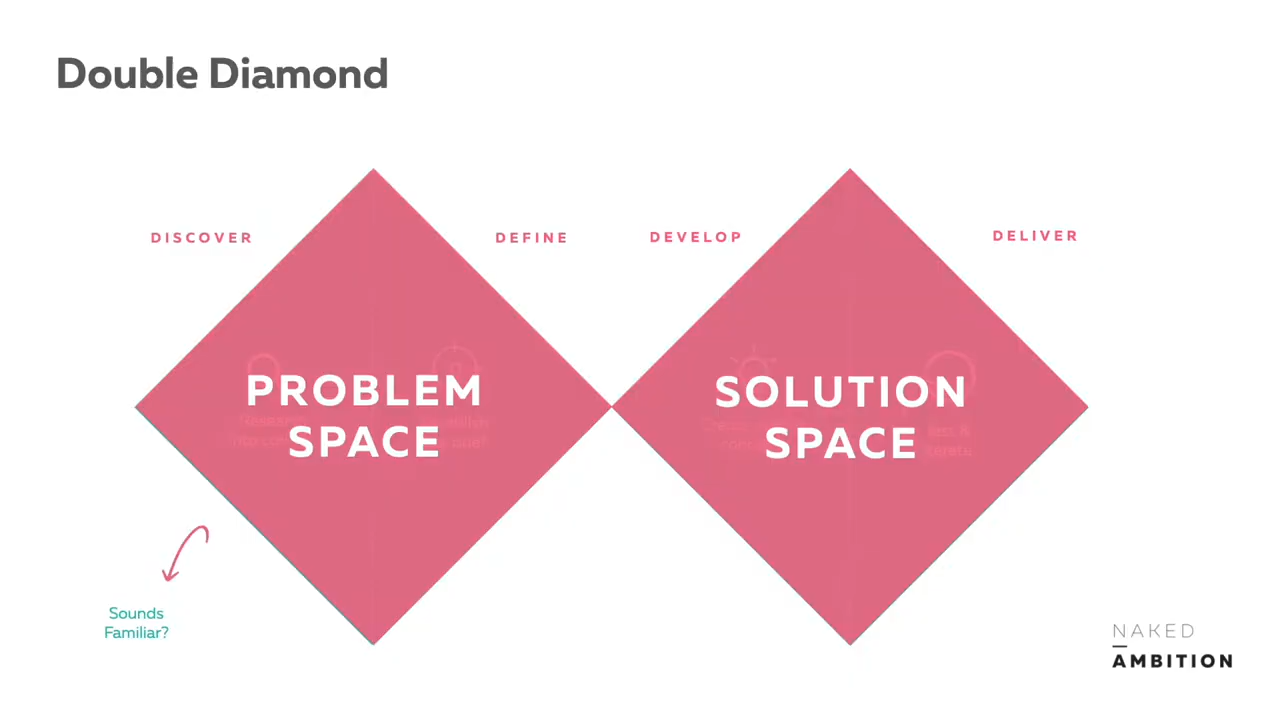 Double Diamond
DISCOVER
DEFINE
DEVELOP
DELIVER
PROBLEM
SPACE
SOLUTION
SPACE
Sounds
Familiar?
NAKED
AMBITION